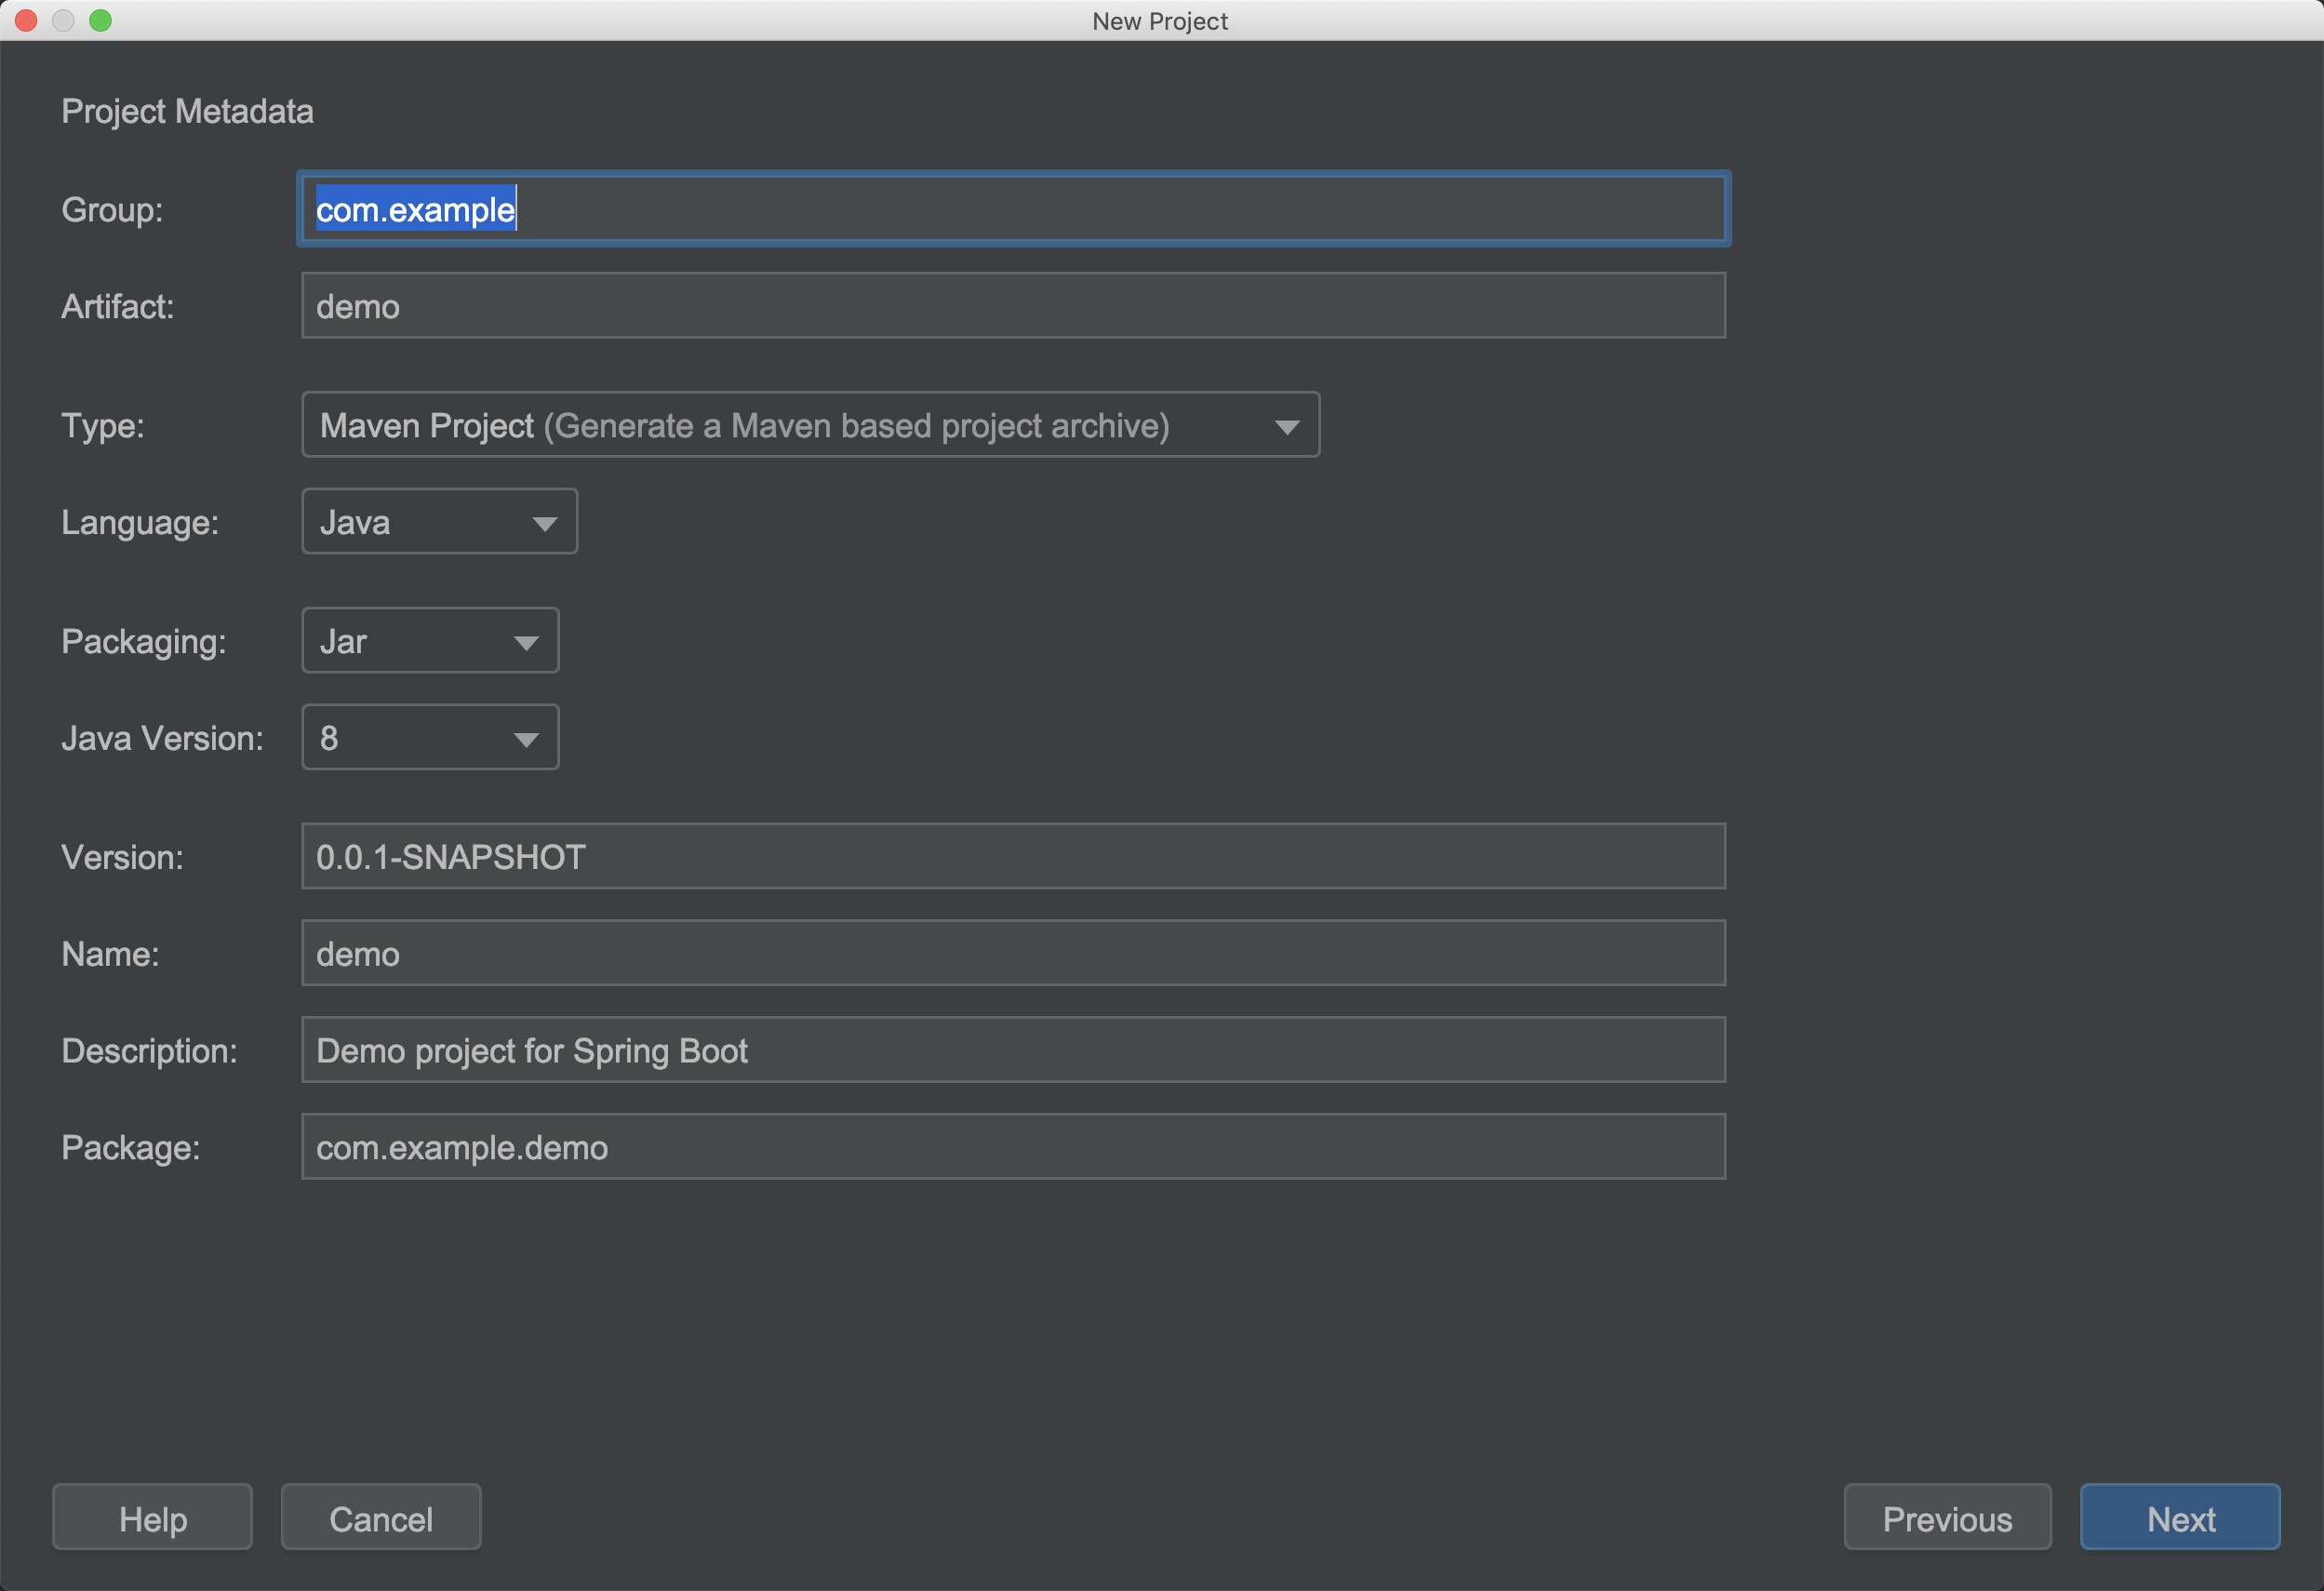 New Project
Project Metadata
Group: com.example
Artifact: demo
Type: Maven Project (Generate a Maven based project archive)
Language: Java
Packaging: Jar
Java Version: 8
Version: 0.0.1-SNAPSHOT
Name: demo
Description: Demo project for Spring Boot
Package: com.example.demo
Help Cancel Previous Next